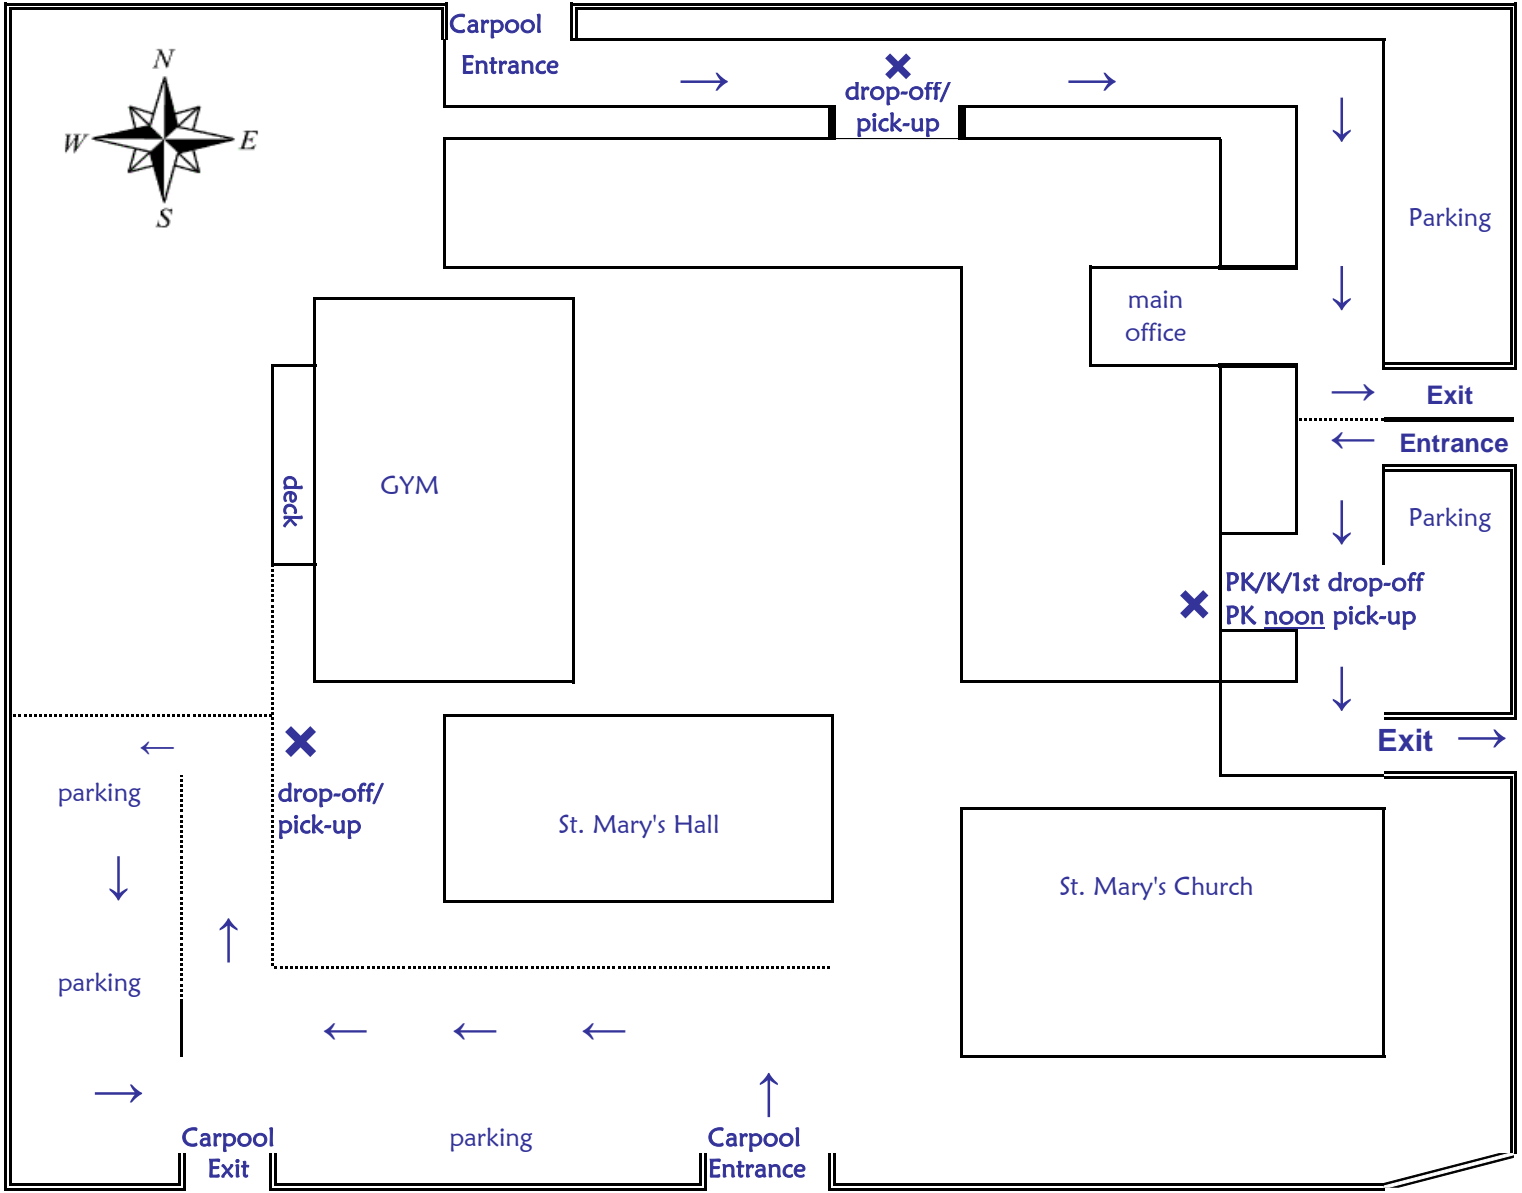 Carpool
Entrance
N
W
E
S
drop-off/
pick-up
Parking
main
office
Exit
Entrance
deck
GYM
Parking
PK/K/1st drop-off
PK noon pick-up
Exit
parking
drop-off/
pick-up
St. Mary's Hall
St. Mary's Church
parking
Carpool
Exit
parking
Carpool
Entrance